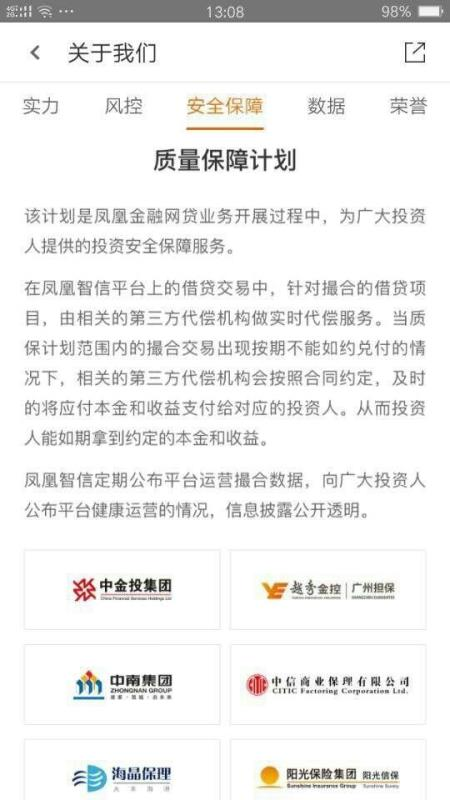 4G
2G
13:08
98%
关于我们
实力 风控 安全保障 数据 荣誉
质量保障计划
该计划是凤凰金融网贷业务开展过程中，为广大投资
人提供的投资安全保障服务。
在凤凰智信平台上的借贷交易中，针对撮合的借贷项
目，由相关的第三方代偿机构做实时代偿服务。当质
保计划范围内的撮合交易出现按期不能如约兑付的情
况下，相关的第三方代偿机构会按照合同约定，及时
的将应付本金和收益支付给对应的投资人。从而投资
人能如期拿到约定的本金和收益。
凤凰智信定期公布平台运营撮合数据，向广大投资人
公布平台健康运营的情况，信息披露公开透明。
中金投集团
China Financial Services Holdings Ltd
越秀金控 广州担保
中南集团
ZHONGNAN GROUP
中信商业保理有限公司
CITIC Factoring Corporation Ltd.
海晶保理
阳光保险集团 阳光信保
Sunshine Insurance Group Sunshine Surety